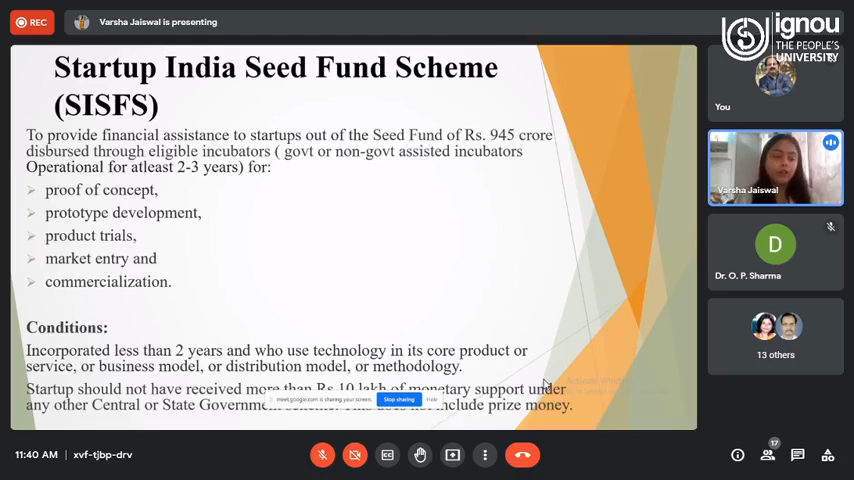 REC
Varsha Jaiswal is presenting
ignou
THE PEOPLE'S
UNIVERSITY
Startup India Seed Fund Scheme
(SISFS)
To provide financial assistance to startups out of the Seed Fund of Rs. 945 crore
disbursed through eligible incubators ( govt or non-govt assisted incubators
Operational for atleast 2-3 years) for:
proof of concept,
prototype development,
product trials,
market entry and
commercialization.
Conditions:
Incorporated less than 2 years and who use technology in its core product or
service, or business model, or distribution model, or methodology.
Startup should not have received more than Rs 10 lakh of monetary support under
any other Central or State Government scheme. This does not include prize money.
meet.google.com is sharing your screen.
Stop sharing
Hide
You
Varsha Jaiswal
D
Dr. O. P. Sharma
13 others
11:40 AM
xvf-tjbp-drv
CC
17